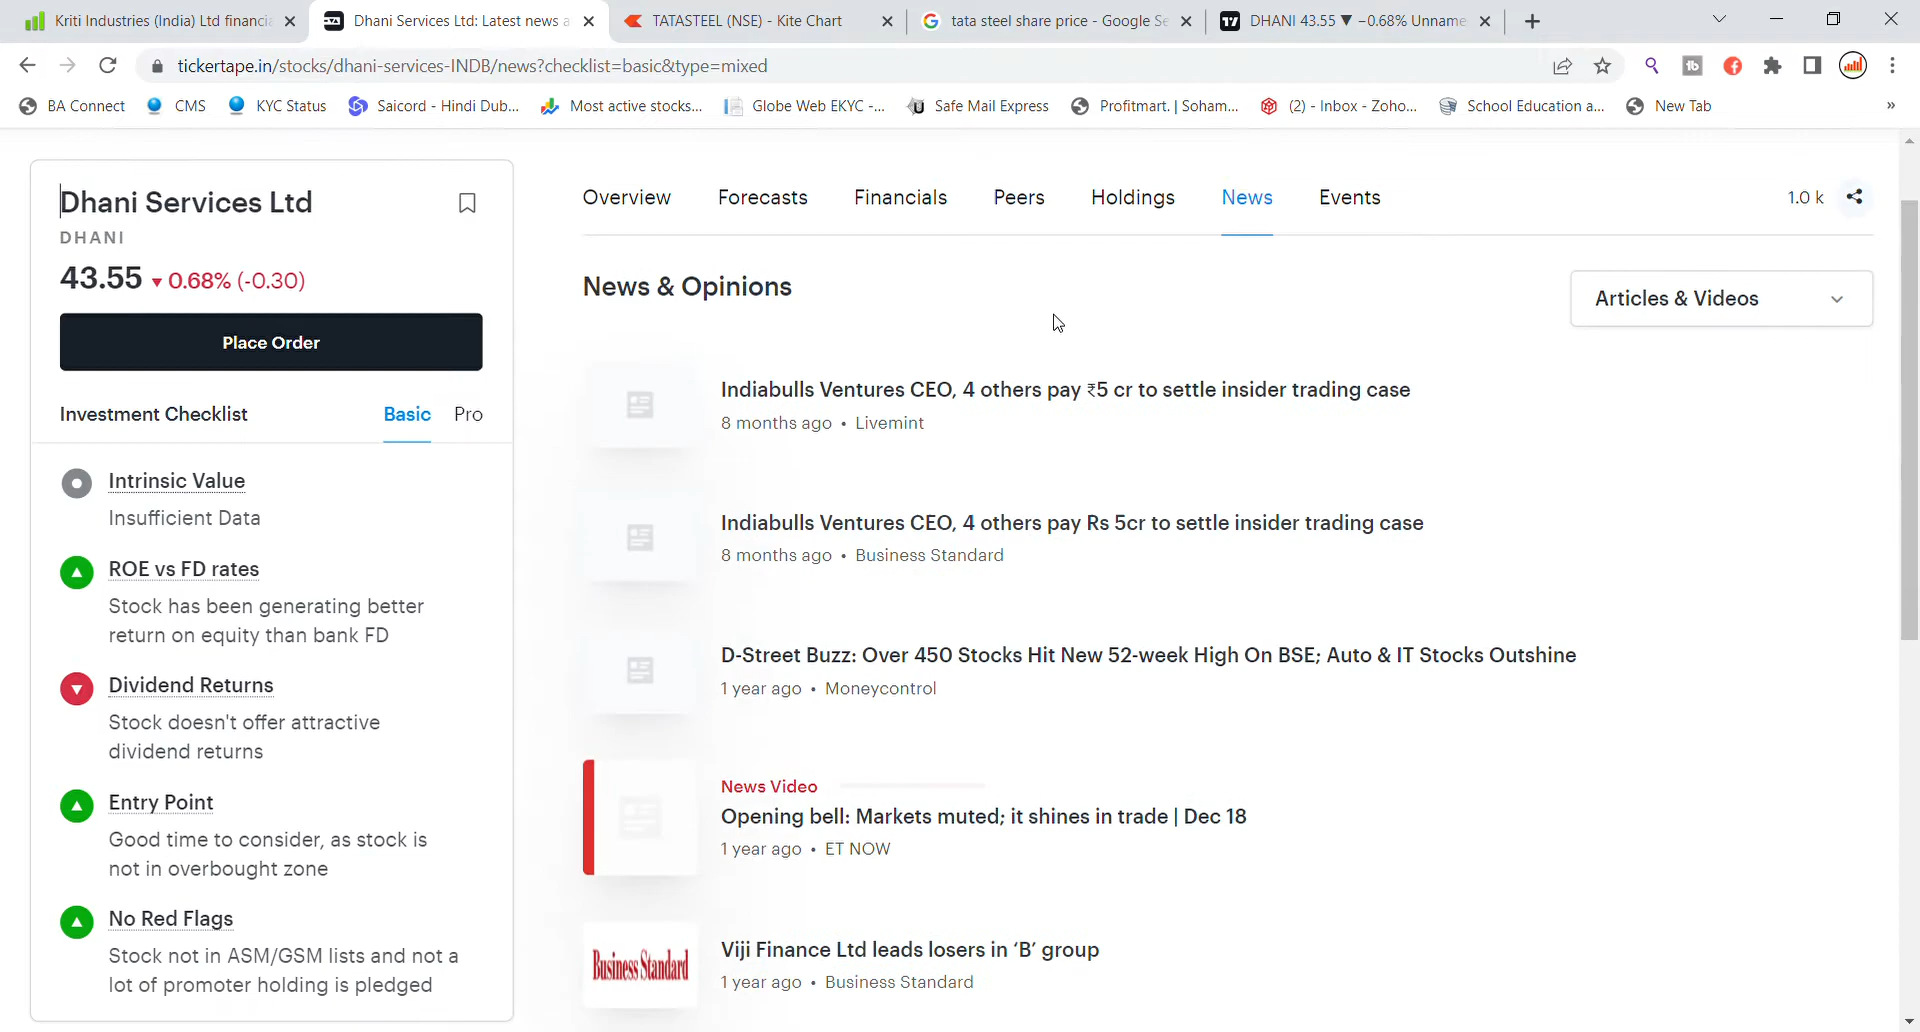 Kriti Industries (India) Ltd financia
Dhani Services Ltd: Latest news a
TATASTEEL (NSE) - Kite Chart
tata steel share price - Google Se
DHANI 43.55 ▼ −0.68% Unname
tickertape.in/stocks/dhani-services-INDB/news?checklist=basic&type=mixed
BA Connect
CMS
KYC Status
Saicord - Hindi Dub...
Most active stocks...
Globe Web EKYC -...
Safe Mail Express
Profitmart. | Soham...
(2) - Inbox - Zoho...
School Education a...
New Tab
»
Dhani Services Ltd
DHANI
43.55 ▼ 0.68% (-0.30)
Place Order
Investment Checklist
Basic
Pro
Intrinsic Value
Insufficient Data
ROE vs FD rates
Stock has been generating better
return on equity than bank FD
Dividend Returns
Stock doesn't offer attractive
dividend returns
Entry Point
Good time to consider, as stock is
not in overbought zone
No Red Flags
Stock not in ASM/GSM lists and not a
lot of promoter holding is pledged
Overview
Forecasts
Financials
Peers
Holdings
News
Events
1.0 k
News & Opinions
Articles & Videos
Indiabulls Ventures CEO, 4 others pay ₹5 cr to settle insider trading case
8 months ago • Livemint
Indiabulls Ventures CEO, 4 others pay Rs 5cr to settle insider trading case
8 months ago • Business Standard
D-Street Buzz: Over 450 Stocks Hit New 52-week High On BSE; Auto & IT Stocks Outshine
1 year ago • Moneycontrol
News Video
Opening bell: Markets muted; it shines in trade | Dec 18
1 year ago • ET NOW
Business Standard
Viji Finance Ltd leads losers in ‘B’ group
1 year ago • Business Standard